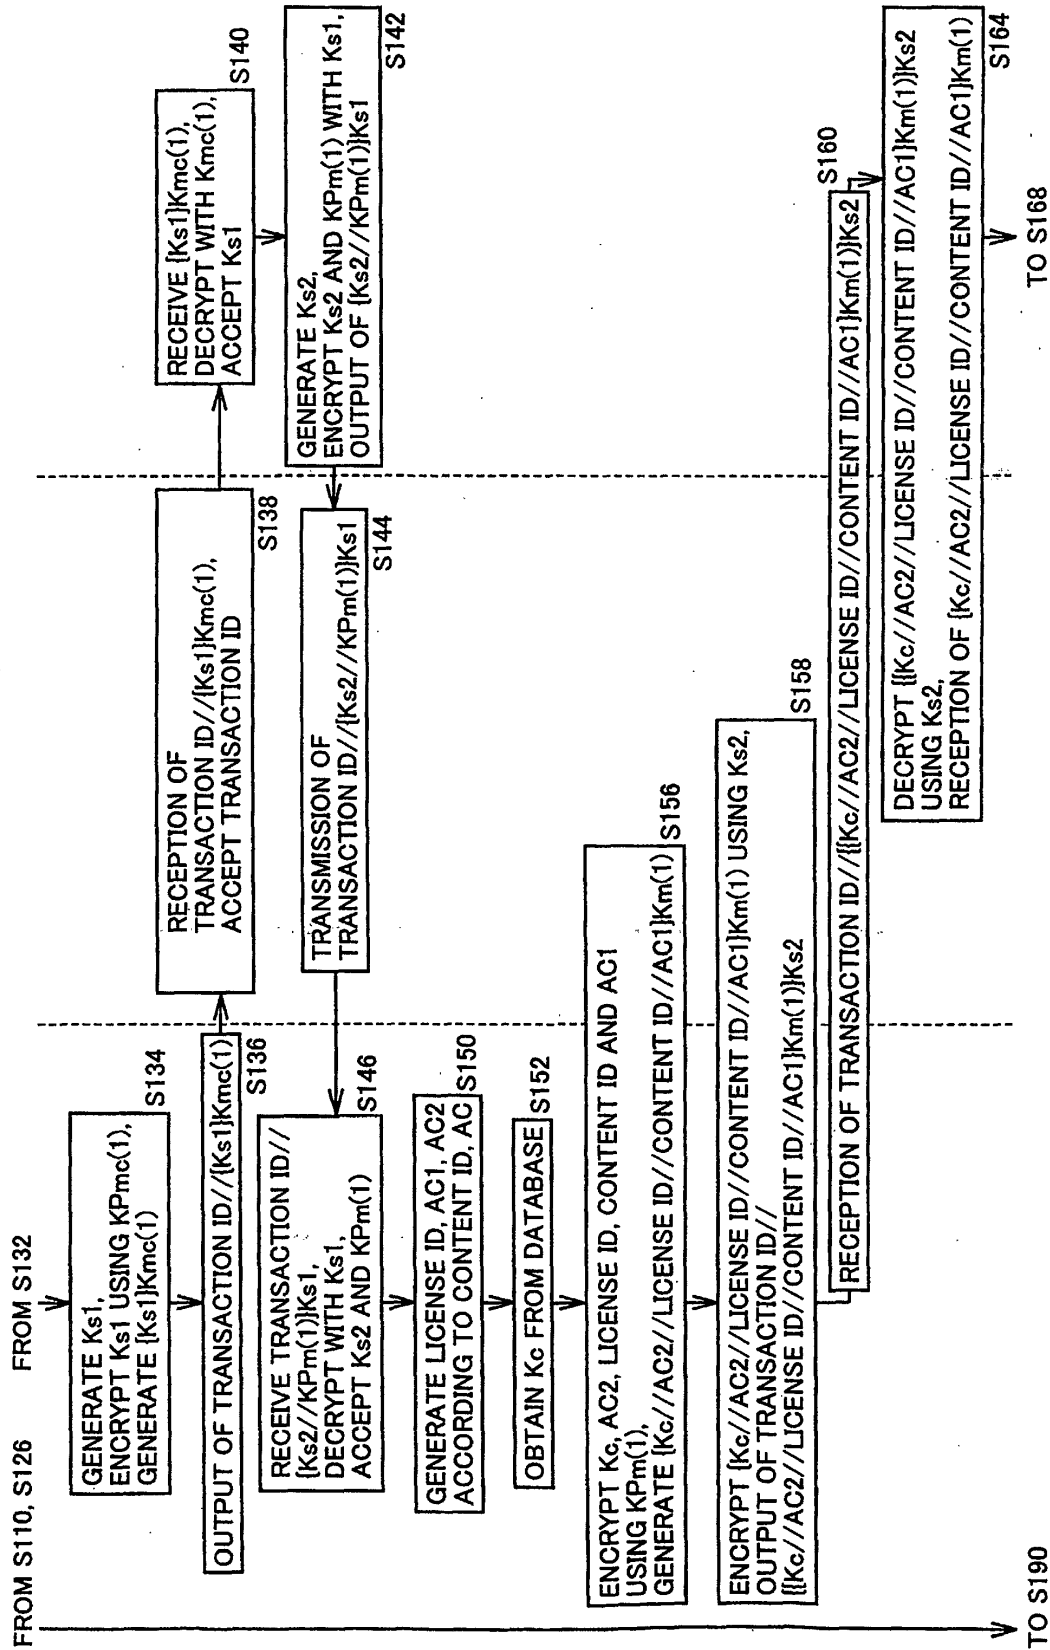 FROM S110, S126
FROM S132
GENERATE Ks1,
ENCRYPT Ks1 USING KPmc(1),
GENERATE {Ks1}Kmc(1)
S134
OUTPUT OF TRANSACTION ID//{Ks1}Kmc(1)
S136
RECEPTION OF
TRANSACTION ID//{Ks1}Kmc(1),
ACCEPT TRANSACTION ID
S138
RECEIVE {Ks1}Kmc(1),
DECRYPT WITH Kmc(1),
ACCEPT Ks1
S140
GENERATE Ks2,
ENCRYPT Ks2 AND KPm(1) WITH Ks1,
OUTPUT OF {Ks2//KPm(1)}Ks1
S142
TRANSMISSION OF
TRANSACTION ID//{Ks2//KPm(1)}Ks1
S144
RECEIVE TRANSACTION ID//
{Ks2//KPm(1)}Ks1,
DECRYPT WITH Ks1,
ACCEPT Ks2 AND KPm(1)
S146
GENERATE LICENSE ID, AC1, AC2
ACCORDING TO CONTENT ID, AC
S150
OBTAIN Kc FROM DATABASE
S152
ENCRYPT Kc, AC2, LICENSE ID, CONTENT ID AND AC1
USING KPm(1),
GENERATE {Kc//AC2//LICENSE ID//CONTENT ID//AC1}Km(1)
S156
ENCRYPT {Kc//AC2//LICENSE ID//CONTENT ID//AC1}Km(1) USING Ks2,
OUTPUT OF TRANSACTION ID//
{{Kc//AC2//LICENSE ID//CONTENT ID//AC1}Km(1)}Ks2
S158
RECEPTION OF TRANSACTION ID//{{Kc//AC2//LICENSE ID//CONTENT ID//AC1}Km(1)}Ks2
S160
DECRYPT {{Kc//AC2//LICENSE ID//CONTENT ID//AC1}Km(1)}Ks2
USING Ks2,
RECEPTION OF {Kc//AC2//LICENSE ID//CONTENT ID//AC1}Km(1)
S164
TO S190
TO S168